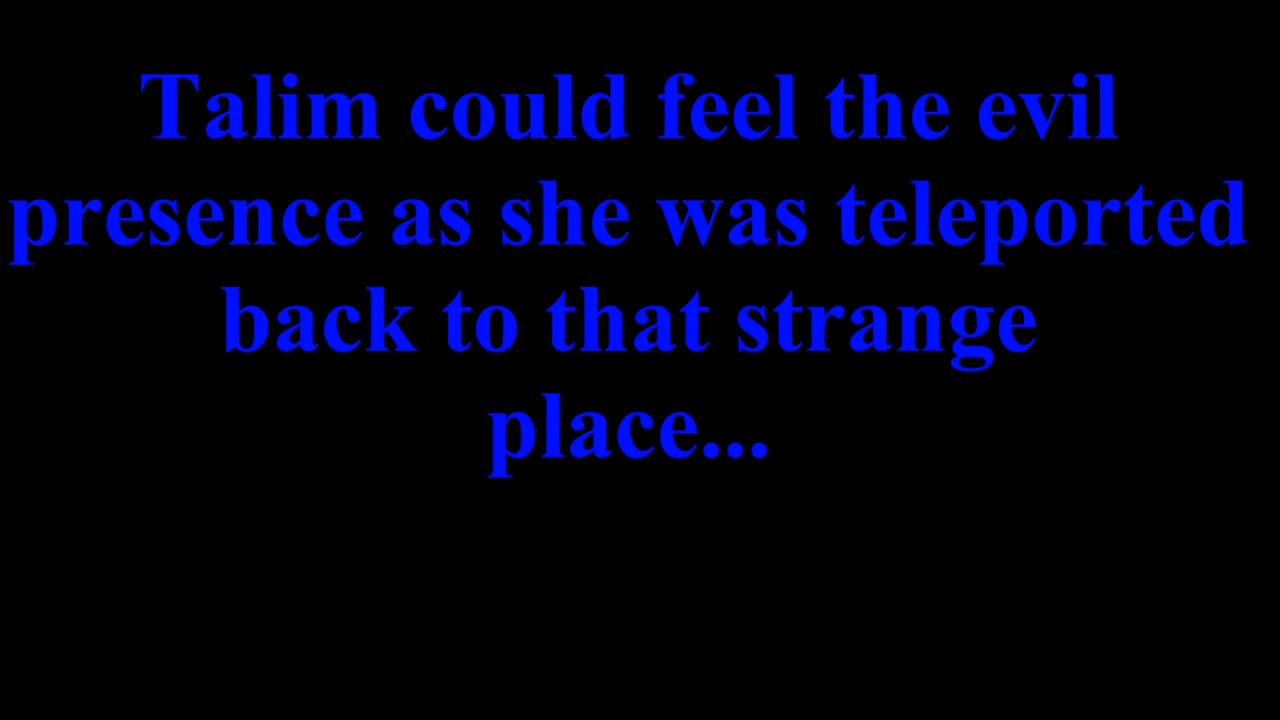 Talim could feel the evil
presence as she was teleported
back to that strange
place...